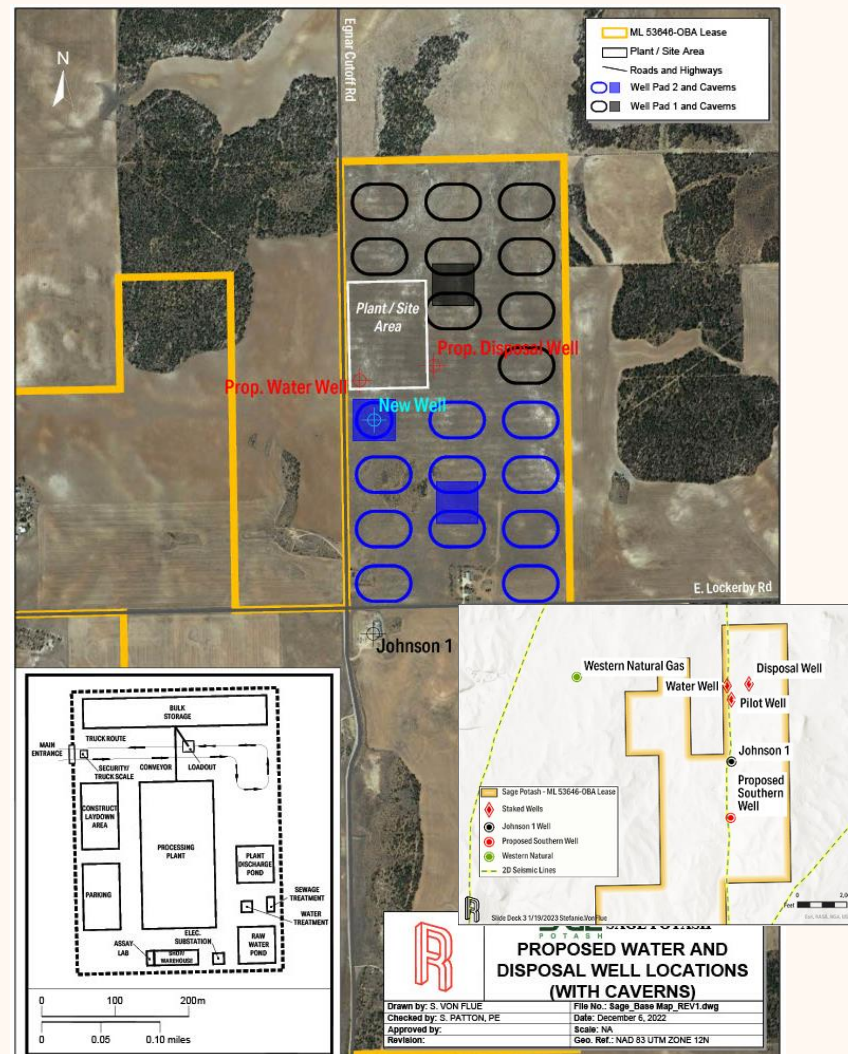 ML 53646-OBA Lease
Plant / Site Area
Roads and Highways
Well Pad 2 and Caverns
Well Pad 1 and Caverns
N
Egnar Cutoff Rd
Plant / Site
Area
Prop. Disposal Well
Prop. Water Well
New Well
E. Lockerby Rd
Johnson 1
Western Natural Gas
Disposal Well
Water Well
Pilot Well
Johnson 1
Proposed
Southern
Well
Sage Potash - ML 53646-OBA Lease
Staked Wells
Johnson 1 Well
Proposed Southern Well
Western Natural
2D Seismic Lines
0
Feet
Slide Deck 3 1/19/2023 Stefanie.VonFlue
BULK
STORAGE
TRUCK ROUTE
MAIN
ENTRANCE
SECURITY/
TRUCK SCALE
CONVEYOR
LOADOUT
CONSTRUCT
LAYDOWN
AREA
PROCESSING
PLANT
PARKING
PLANT
DISCHARGE
POND
SEWAGE
TREATMENT
WATER
TREATMENT
ELEC.
SUBSTATION
RAW
WATER
POND
ASSAY
LAB
SHOP/
WAREHOUSE
0 100 200m
0 0.05 0.10 miles
POTASH
PROPOSED WATER AND
DISPOSAL WELL LOCATIONS
(WITH CAVERNS)
Drawn by: S. VON FLUE
File No.: Sage_Base Map_REV1.dwg
Checked by: S. PATTON, PE
Date: December 6, 2022
Approved by:
Scale: NA
Revision:
Geo. Ref.: NAD 83 UTM ZONE 12N